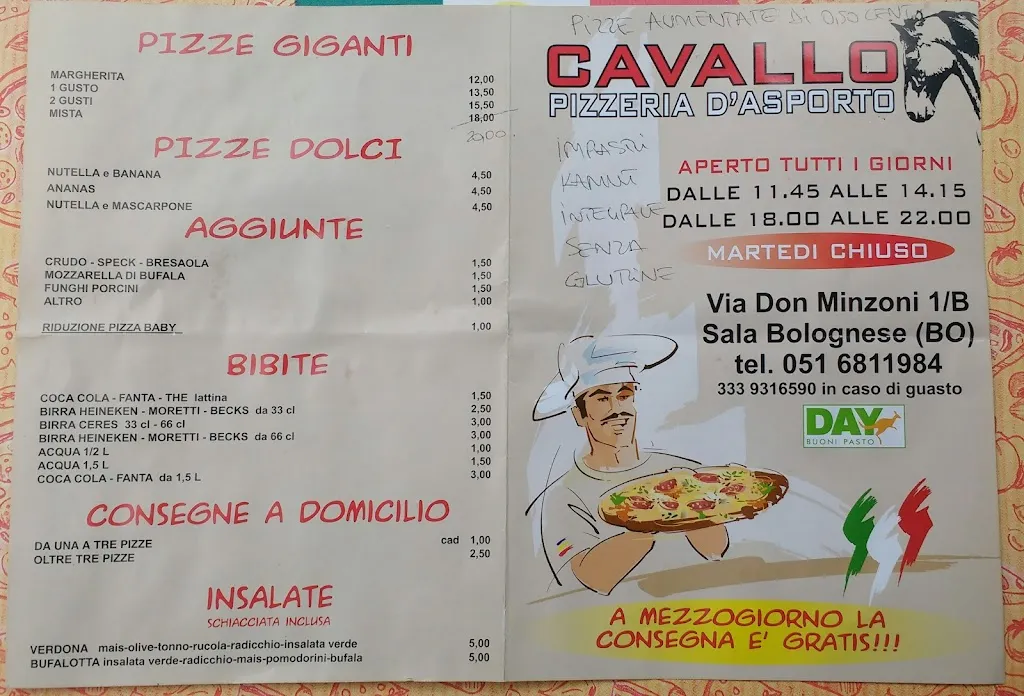 PIZZE GIGANTI
MARGHERITA 12,00
1 GUSTO 13,50
2 GUSTI 15,50
MISTA 18,00
20,00
PIZZE DOLCI
NUTELLA e BANANA 4,50
ANANAS 4,50
NUTELLA e MASCARPONE 4,50
AGGIUNTE
CRUDO - SPECK - BRESAOLA 1,50
MOZZARELLA DI BUFALA 1,50
FUNGHI PORCINI 1,50
ALTRO 1,00
RIDUZIONE PIZZA BABY 1,00
BIBITE
COCA COLA - FANTA - THE lattina 1,50
BIRRA HEINEKEN - MORETTI - BECKS da 33 cl 2,50
BIRRA CERES 33 cl - 66 cl 3,00
BIRRA HEINEKEN - MORETTI - BECKS da 66 cl 3,00
ACQUA 1/2 L 1,00
ACQUA 1,5 L 1,50
COCA COLA - FANTA da 1,5 L 3,00
CONSEGNE A DOMICILIO
DA UNA A TRE PIZZE cad 1,00
OLTRE TRE PIZZE 2,50
INSALATE
SCHIACCIATA INCLUSA
VERDONA mais-olive-tonno-rucola-radicchio-insalata verde 5,00
BUFALOTTA insalata verde-radicchio-mais-pomodorini-bufala 5,00
PIZZE AUMENTATE DI 0,50 CENT
CAVALLO
PIZZERIA D'ASPORTO
IMPASTI
KAMUT
INTEGRALE
SENZA
GLUTINE
APERTO TUTTI I GIORNI
DALLE 11.45 ALLE 14.15
DALLE 18.00 ALLE 22.00
MARTEDI CHIUSO
Via Don Minzoni 1/B
Sala Bolognese (BO)
tel. 051 6811984
333 9316590 in caso di guasto
DAY
BUONI PASTO
A MEZZOGIORNO LA
CONSEGNA E' GRATIS!!!